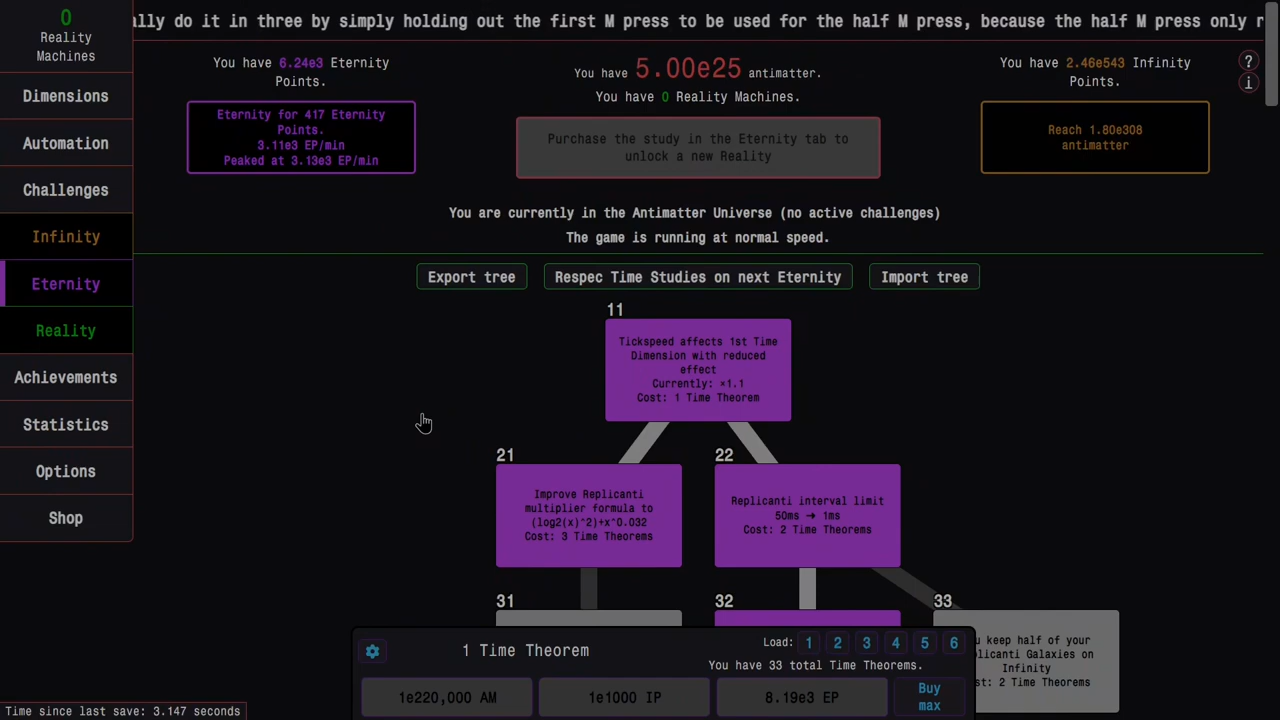 ally do it in three by simply holding out the first M press to be used for the half M press, because the half M press only r
0
Reality
Machines
Dimensions
Automation
Challenges
Infinity
Eternity
Reality
Achievements
Statistics
Options
Shop
You have 6.24e3 Eternity
Points.
Eternity for 417 Eternity
Points.
3.11e3 EP/min
Peaked at 3.13e3 EP/min
You have 5.00e25 antimatter.
You have 0 Reality Machines.
Purchase the study in the Eternity tab to
unlock a new Reality
You have 2.46e543 Infinity
Points.
Reach 1.80e308
antimatter
?
i
You are currently in the Antimatter Universe (no active challenges)
The game is running at normal speed.
Export tree
Respec Time Studies on next Eternity
Import tree
11
Tickspeed affects 1st Time
Dimension with reduced
effect
Currently: ×1.1
Cost: 1 Time Theorem
21
Improve Replicanti
multiplier formula to
(log2(x)^2)+x^0.032
Cost: 3 Time Theorems
22
Replicanti interval limit
50ms → 1ms
Cost: 2 Time Theorems
31
32
33
u keep half of your
plicanti Galaxies on
Infinity
st: 2 Time Theorems
1 Time Theorem
Load: 1 2 3 4 5 6
You have 33 total Time Theorems.
1e220,000 AM
1e1000 IP
8.19e3 EP
Buy
max
Time since last save: 3.147 seconds